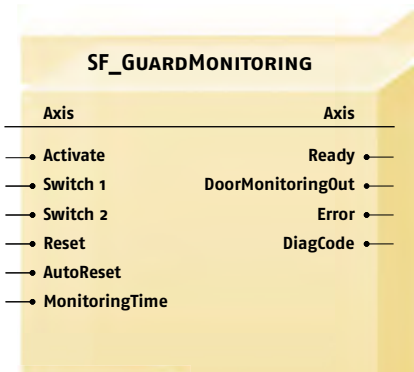 SF_GUARDMONITORING
Axis Axis
Activate Ready
Switch 1 DoorMonitoringOut
Switch 2 Error
Reset DiagCode
AutoReset
MonitoringTime